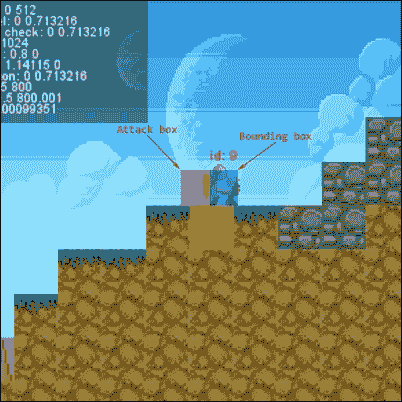 0 512
l: 0 0.713216
check: 0 0.713216
1024
: 0.8 0
1.14115 0
on: 0 0.713216
5 800
.5 800.001
00099351
Attack box
Bounding box
id: 0